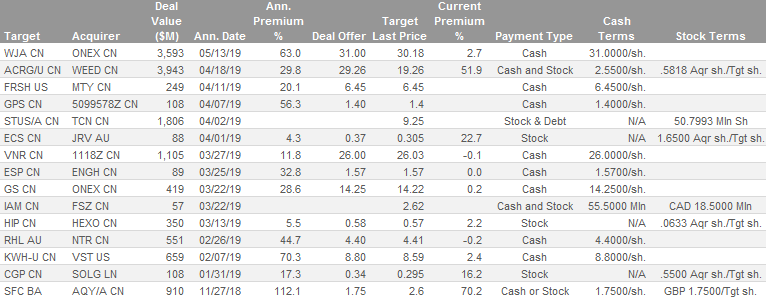 Deal Ann. Target Current
Value Premium Last Premium Cash
Target Acquirer ($M) Ann. Date % Deal Offer Price % Payment Type Terms Stock Terms
WJA CN ONEX CN 3,593 05/13/19 63.0 31.00 30.18 2.7 Cash 31.0000/sh.
ACRG/U CN WEED CN 3,943 04/18/19 29.8 29.26 19.26 51.9 Cash and Stock 2.5500/sh. .5818 Aqr sh./Tgt sh.
FRSH US MTY CN 249 04/11/19 20.1 6.45 6.45 Cash 6.4500/sh.
GPS CN 5099578Z CN 108 04/07/19 56.3 1.40 1.4 Cash 1.4000/sh.
STUS/A CN TCN CN 1,806 04/02/19 9.25 Stock & Debt N/A 50.7993 Mln Sh
ECS CN JRV AU 88 04/01/19 4.3 0.37 0.305 22.7 Stock N/A 1.6500 Aqr sh./Tgt sh.
VNR CN 1118Z CN 1,105 03/27/19 11.8 26.00 26.03 -0.1 Cash 26.0000/sh.
ESP CN ENGH CN 89 03/25/19 32.8 1.57 1.57 0.0 Cash 1.5700/sh.
GS CN ONEX CN 419 03/22/19 28.6 14.25 14.22 0.2 Cash 14.2500/sh.
IAM CN FSZ CN 57 03/22/19 2.62 Cash and Stock 55.5000 Mln CAD 18.5000 Mln
HIP CN HEXO CN 350 03/13/19 5.5 0.58 0.57 2.2 Stock N/A .0633 Aqr sh./Tgt sh.
RHL AU NTR CN 551 02/26/19 44.7 4.40 4.41 -0.2 Cash 4.4000/sh.
KWH-U CN VST US 659 02/07/19 70.3 8.80 8.59 2.4 Cash 8.8000/sh.
CGP CN SOLG LN 108 01/31/19 17.3 0.34 0.295 16.2 Stock N/A .5500 Aqr sh./Tgt sh.
SFC BA AQY/A CN 910 11/27/18 112.1 1.75 2.6 70.2 Cash or Stock 1.7500/sh. GBP 1.7500/Tgt sh.